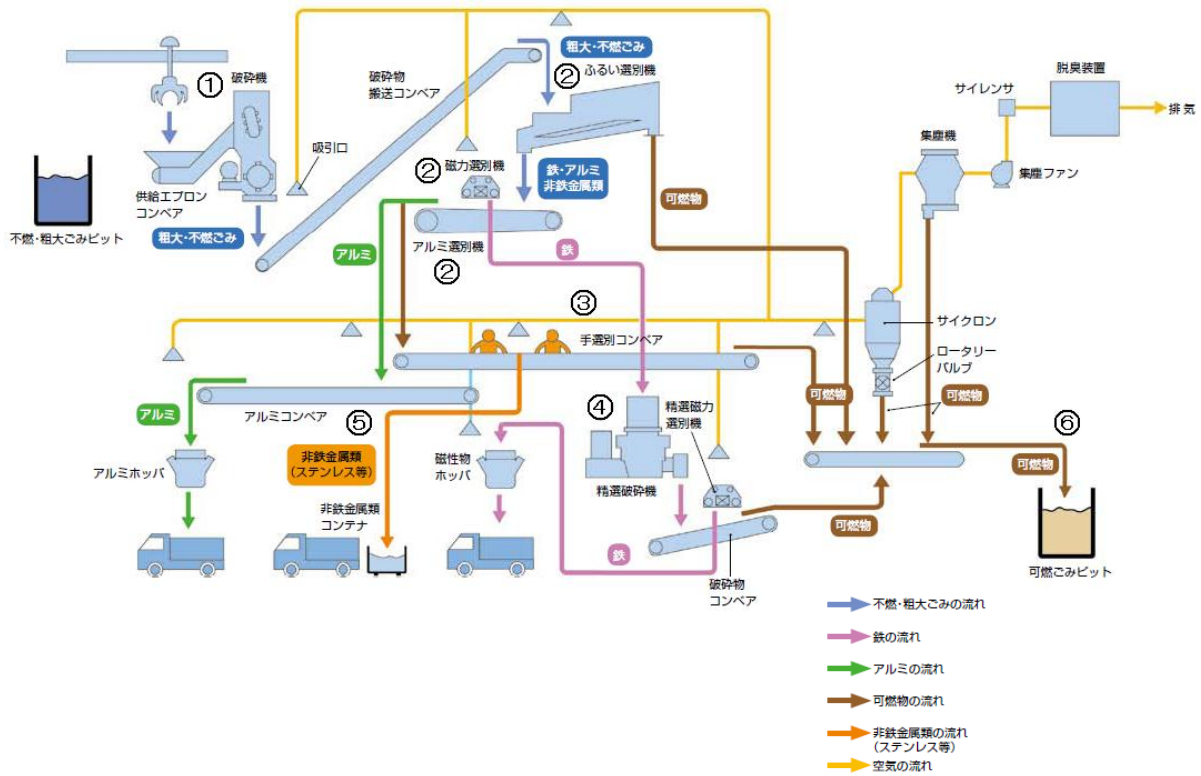 粗大・不燃ごみ
①
破砕機
破砕物
搬送コンベア
②
ふるい選別機
サイレンサ
脱臭装置
排気
集塵機
集塵ファン
吸引口
②
磁力選別機
鉄・アルミ
非鉄金属類
可燃物
供給エプロン
コンベア
不燃・粗大ごみピット
粗大・不燃ごみ
アルミ
アルミ選別機
②
鉄
③
手選別コンベア
サイクロン
ロータリー
バルブ
可燃物
可燃物
アルミ
アルミコンベア
⑤
④
精選磁力
選別機
⑥
非鉄金属類
(ステンレス等)
アルミホッパ
磁性物
ホッパ
精選破砕機
可燃物
非鉄金属類
コンテナ
可燃物
鉄
破砕物
コンベア
可燃ごみピット
不燃・粗大ごみの流れ
鉄の流れ
アルミの流れ
可燃物の流れ
非鉄金属類の流れ
(ステンレス等)
空気の流れ